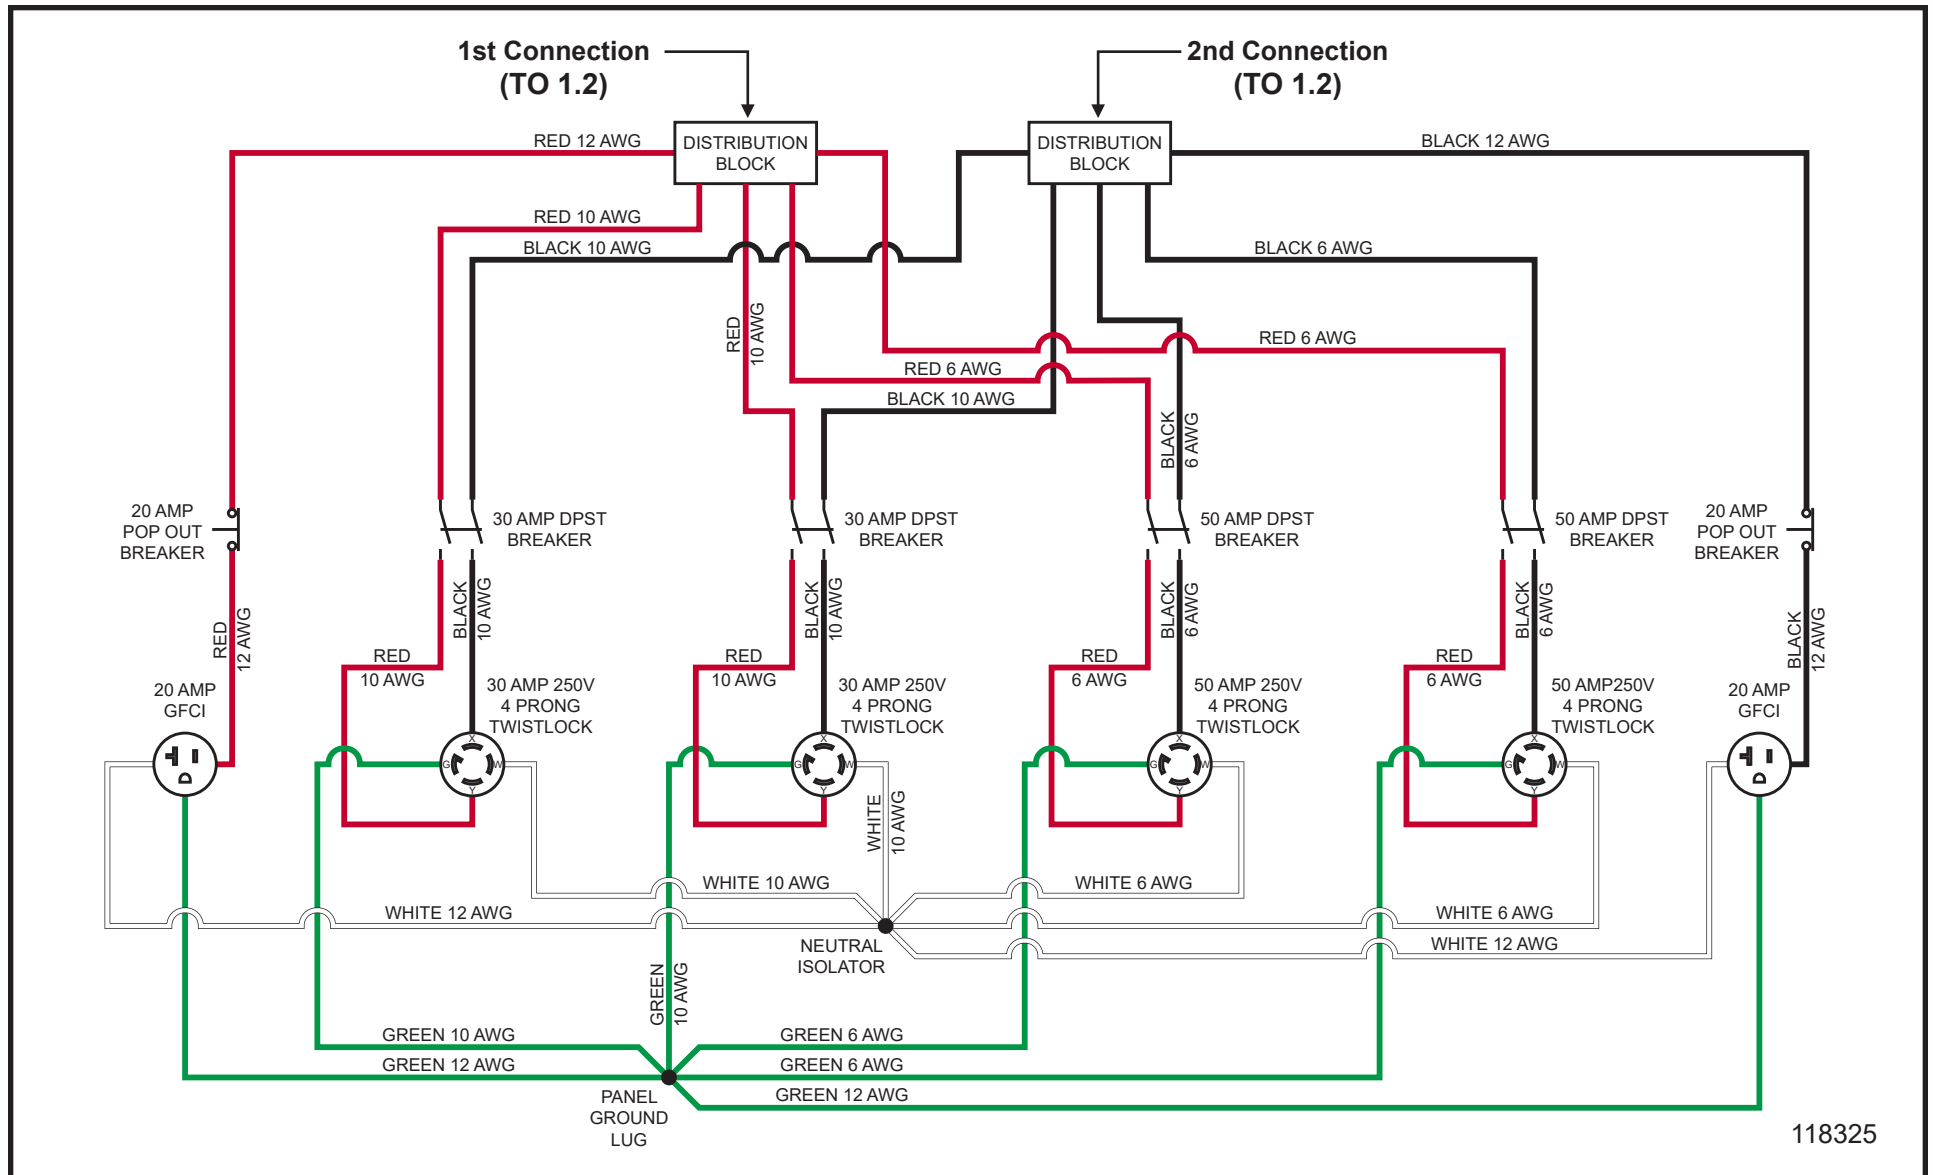 1st Connection
(TO 1.2)
2nd Connection
(TO 1.2)
RED 12 AWG
DISTRIBUTION
BLOCK
DISTRIBUTION
BLOCK
BLACK 12 AWG
RED 10 AWG
BLACK 10 AWG
BLACK 6 AWG
RED
10 AWG
RED 6 AWG
RED 6 AWG
BLACK 10 AWG
BLACK
6 AWG
20 AMP
POP OUT
BREAKER
30 AMP DPST
BREAKER
30 AMP DPST
BREAKER
50 AMP DPST
BREAKER
50 AMP DPST
BREAKER
20 AMP
POP OUT
BREAKER
RED
12 AWG
BLACK
10 AWG
BLACK
10 AWG
BLACK
6 AWG
BLACK
6 AWG
BLACK
12 AWG
RED
10 AWG
RED
10 AWG
RED
6 AWG
RED
6 AWG
20 AMP
GFCI
30 AMP 250V
4 PRONG
TWISTLOCK
30 AMP 250V
4 PRONG
TWISTLOCK
50 AMP 250V
4 PRONG
TWISTLOCK
50 AMP250V
4 PRONG
TWISTLOCK
20 AMP
GFCI
X
G W
Y
X
G W
Y
X
G W
Y
X
G W
Y
WHITE
10 AWG
WHITE 10 AWG
WHITE 6 AWG
WHITE 12 AWG
WHITE 6 AWG
NEUTRAL
ISOLATOR
WHITE 12 AWG
GREEN
10 AWG
GREEN 10 AWG
GREEN 6 AWG
GREEN 12 AWG
GREEN 6 AWG
GREEN 12 AWG
PANEL
GROUND
LUG
118325